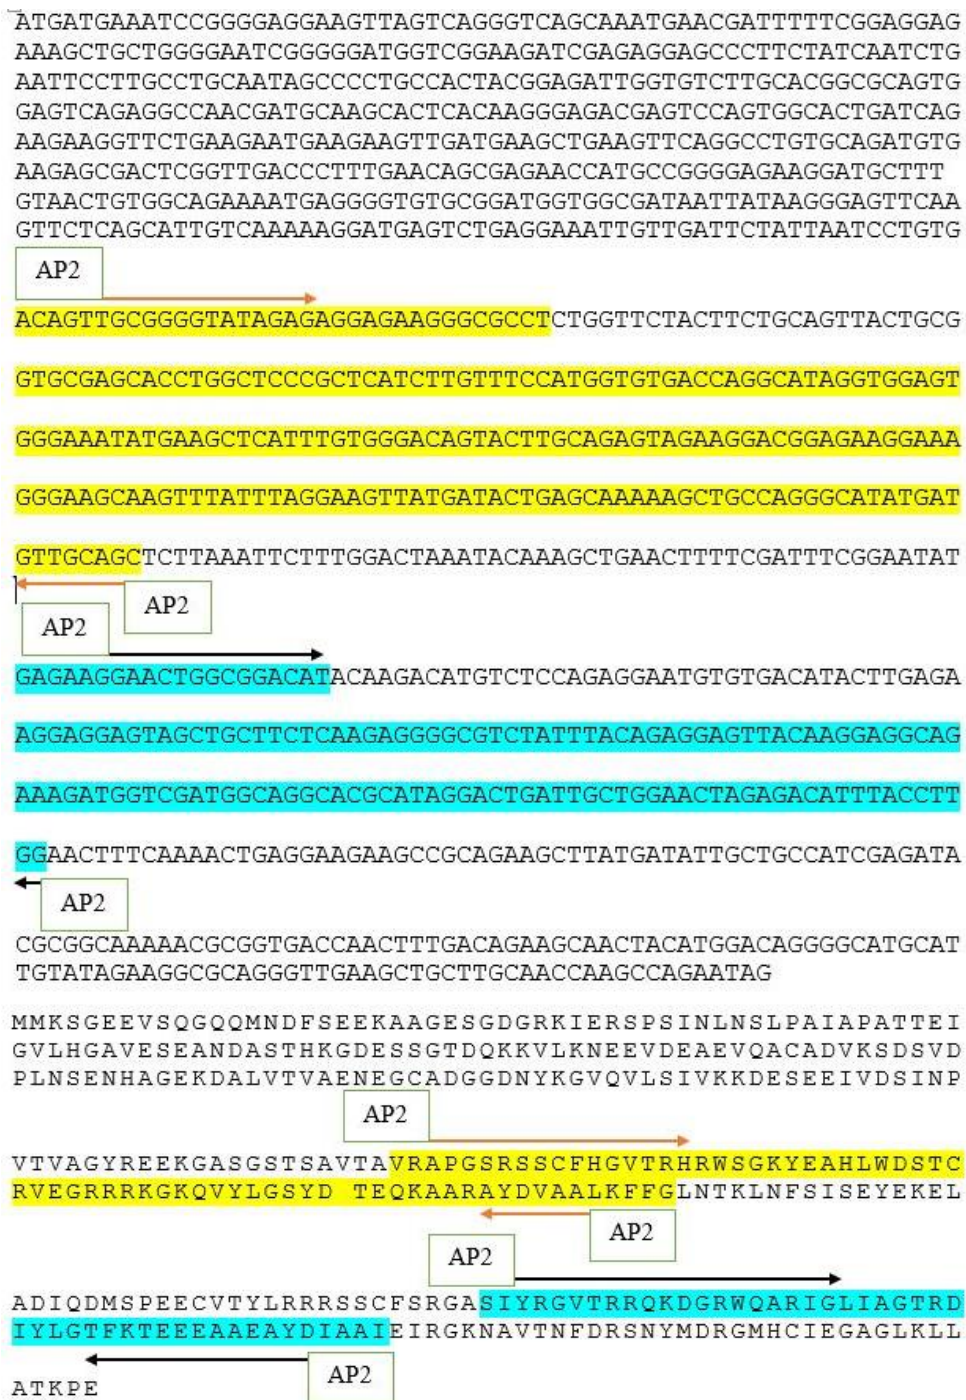 ATGATGAAATCCGGGGAGGAAGTTAGTCAGGGTCAGCAAATGAACGATTTTTCGGAGGAG
AAAGCTGCTGGGGAATCGGGGGATGGTCGGAAGATCGAGAGGAGCCCTTCTATCAATCTG
AATTCCTTGCCTGCAATAGCCCCTGCCACTACGGAGATTGGTGTCTTGCACGGCGCAGTG
GAGTCAGAGGCCAACGATGCAAGCACTCACAAGGGAGACGAGTCCAGTGGCACTGATCAG
AAGAAGGTTCTGAAGAATGAAGAAGTTGATGAAGCTGAAGTTCAGGCCTGTGCAGATGTG
AAGAGCGACTCGGTTGACCCTTTGAACAGCGAGAACCATGCCGGGGAGAAGGATGCTTT
GTAACTGTGGCAGAAAATGAGGGGTGTGCGGATGGTGGCGATAATTATAAGGGAGTTCAA
GTTCTCAGCATTGTCAAAAAGGATGAGTCTGAGGAAATTGTTGATTCTATTAATCCTGTG
AP2
ACAGTTGCGGGGTATAGAGAGGAGAAGGGCGCCTCTGGTTCTACTTCTGCAGTTACTGCG
GTGCGAGCACCTGGCTCCCGCTCATCTTGTTTCCATGGTGTGACCAGGCATAGGTGGAGT
GGGAAATATGAAGCTCATTTGTGGGACAGTACTTGCAGAGTAGAAGGACGGAGAAGGAAA
GGGAAGCAAGTTTATTTAGGAAGTTATGATACTGAGCAAAAAGCTGCCAGGGCATATGAT
GTTGCAGCTCTTAAATTCTTTGGACTAAATACAAAGCTGAACTTTTCGATTTCGGAATAT
AP2
AP2
GAGAAGGAACTGGCGGACATACAAGACATGTCTCCAGAGGAATGTGTGACATACTTGAGA
AGGAGGAGTAGCTGCTTCTCAAGAGGGGCGTCTATTTACAGAGGAGTTACAAGGAGGCAG
AAAGATGGTCGATGGCAGGCACGCATAGGACTGATTGCTGGAACTAGAGACATTTACCTT
GGAACTTTCAAAACTGAGGAAGAAGCCGCAGAAGCTTATGATATTGCTGCCATCGAGATA
AP2
CGCGGCAAAAACGCGGTGACCAACTTTGACAGAAGCAACTACATGGACAGGGGCATGCAT
TGTATAGAAGGCGCAGGGTTGAAGCTGCTTGCAACCAAGCCAGAATAG
MMKSGEEVSQGQQMNDFSEEKAAGESGDGRKIERSPSINLNSLPAIAPATTEI
GVLHGAVESEANDASTHKGDESSGTDQKKVLKNEEVDEAEVQACADVKSDSVD
PLNSENHAGEKDALVTVAENEGCADGGDNYKGVQVLSIVKKDESEEIVDSINP
AP2
VTVAGYREEKGASGSTSAVTAVRAPGSRSSCFHGVTRHRWSGKYEAHLWDSTC
RVEGRRRKGKQVYLGSYD TEQKAARAYDVAALKFFGLNTKLNFSISEYEKEL
AP2
AP2
ADIQDMSPEECVTYLRRRSSCFSRGASIYRGVTRRQKDGRWQARIGLIAGTRD
IYLGTFKTEEEAAEAYDIAAIEIRGKNAVTNFDRSNYMDRGMHCIEGAGLKLL
AP2
ATKPE